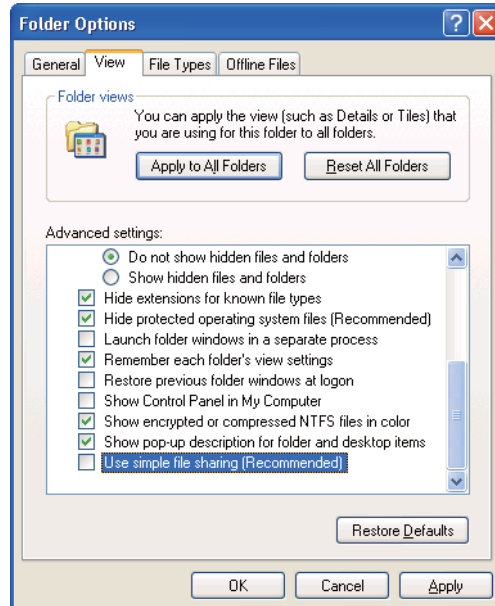 Folder Options
General View File Types Offline Files
Folder views
You can apply the view (such as Details or Tiles) that
you are using for this folder to all folders.
Apply to All Folders Reset All Folders
Advanced settings:
Do not show hidden files and folders
Show hidden files and folders
Hide extensions for known file types
Hide protected operating system files (Recommended)
Launch folder windows in a separate process
Remember each folder's view settings
Restore previous folder windows at logon
Show Control Panel in My Computer
Show encrypted or compressed NTFS files in color
Show pop-up description for folder and desktop items
Use simple file sharing (Recommended)
Restore Defaults
OK Cancel Apply